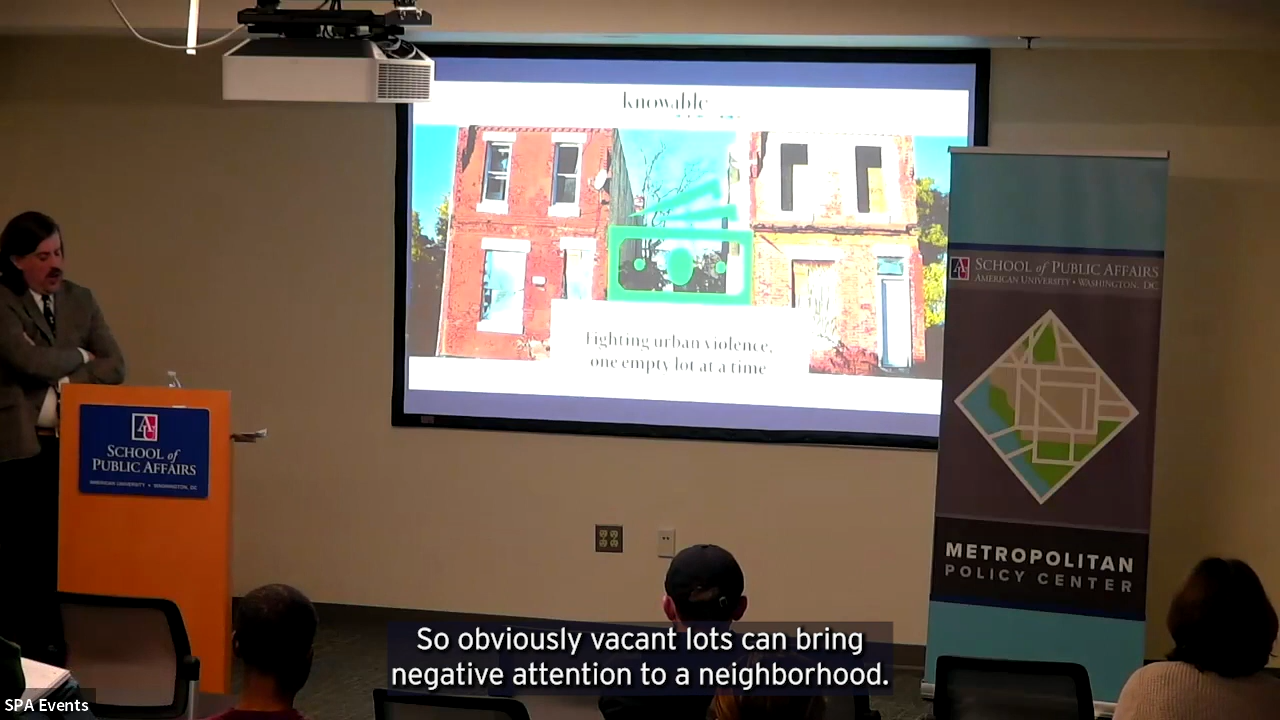 knowable
Fighting urban violence,
one empty lot at a time
SCHOOL of PUBLIC AFFAIRS
AMERICAN UNIVERSITY • WASHINGTON, DC
AU
SCHOOL of
PUBLIC AFFAIRS
AMERICAN UNIVERSITY • WASHINGTON, DC
METROPOLITAN
POLICY CENTER
So obviously vacant lots can bring
negative attention to a neighborhood.
SPA Events